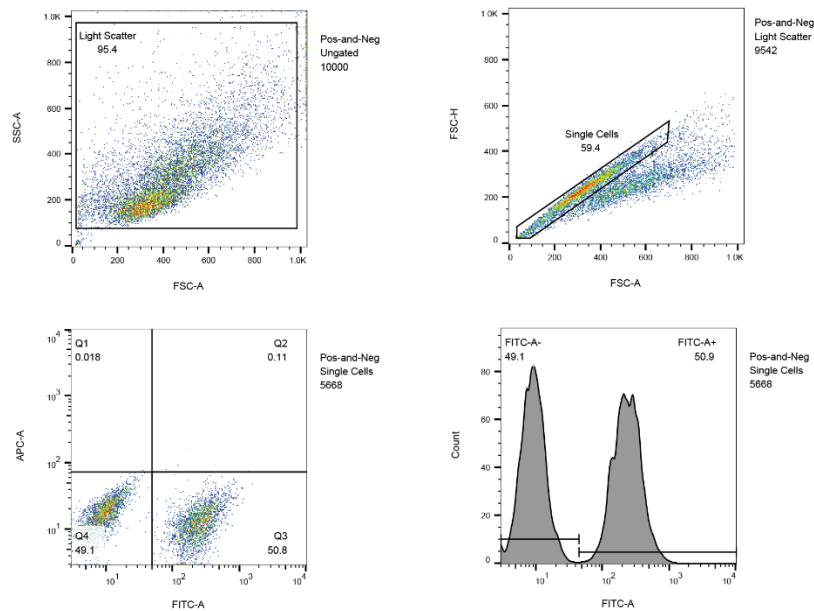 1.0K
800
600
400
200
0
SSC-A
Light Scatter
95.4
0 200 400 600 800 1.0K
FSC-A
Pos-and-Neg
Ungated
10000
1.0K
800
600
400
200
0
FSC-H
Single Cells
59.4
0 200 400 600 800 1.0K
FSC-A
Pos-and-Neg
Light Scatter
9542
10^4
10^3
10^2
10^1
APC-A
Q1
0.018
Q2
0.11
Q4
49.1
Q3
50.8
10^1 10^2 10^3 10^4
FITC-A
Pos-and-Neg
Single Cells
5668
80
60
40
20
0
Count
FITC-A-
49.1
FITC-A+
50.9
10^1 10^2 10^3 10^4
FITC-A
Pos-and-Neg
Single Cells
5668